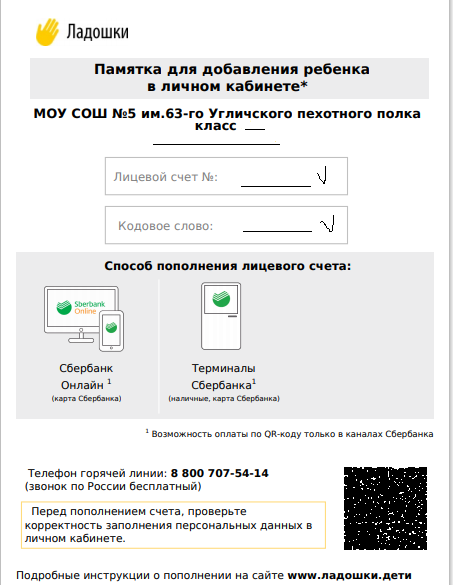 Ладошки
Памятка для добавления ребенка
в личном кабинете*
МОУ СОШ №5 им.63-го Угличского пехотного полка
класс
Лицевой счет №:
Кодовое слово:
Способ пополнения лицевого счета:
Sberbank
Online
Сбербанк
Онлайн ¹
(карта Сбербанка)
Терминалы
Сбербанка¹
(наличные, карта Сбербанка)
¹ Возможность оплаты по QR-коду только в каналах Сбербанка
Телефон горячей линии: 8 800 707-54-14
(звонок по России бесплатный)
Перед пополнением счета, проверьте
корректность заполнения персональных данных в
личном кабинете.
Подробные инструкции о пополнении на сайте www.ладошки.дети